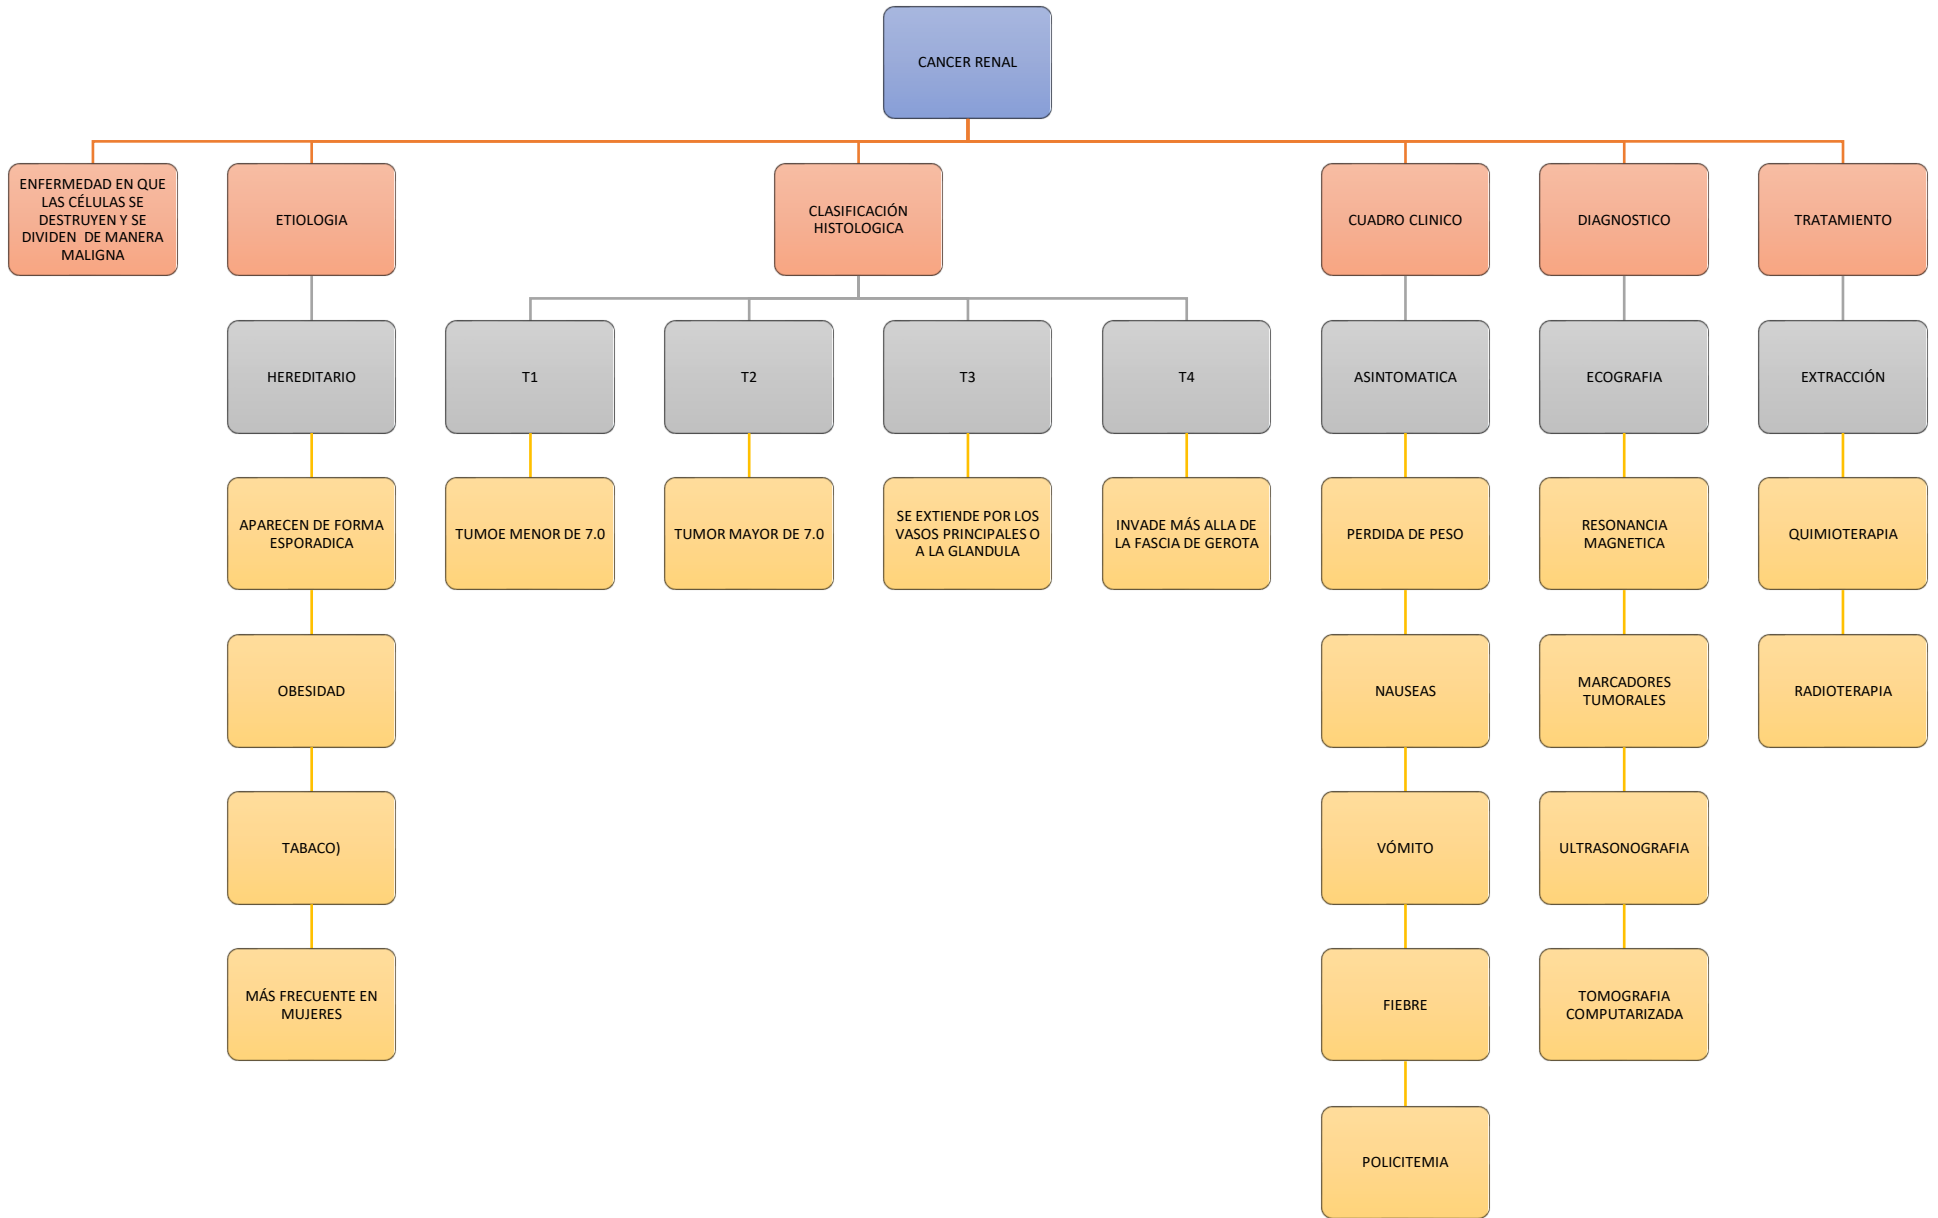 CANCER RENAL
ENFERMEDAD EN QUE
LAS CÉLULAS SE
DESTRUYEN Y SE
DIVIDEN DE MANERA
MALIGNA
ETIOLOGIA
CLASIFICACIÓN
HISTOLOGICA
CUADRO CLINICO
DIAGNOSTICO
TRATAMIENTO
HEREDITARIO
T1
T2
T3
T4
ASINTOMATICA
ECOGRAFIA
EXTRACCIÓN
APARECEN DE FORMA
ESPORADICA
TUMOE MENOR DE 7.0
TUMOR MAYOR DE 7.0
SE EXTIENDE POR LOS
VASOS PRINCIPALES O
A LA GLANDULA
INVADE MÁS ALLA DE
LA FASCIA DE GEROTA
PERDIDA DE PESO
RESONANCIA
MAGNETICA
QUIMIOTERAPIA
OBESIDAD
NAUSEAS
MARCADORES
TUMORALES
RADIOTERAPIA
TABACO)
VÓMITO
ULTRASONOGRAFIA
MÁS FRECUENTE EN
MUJERES
FIEBRE
TOMOGRAFIA
COMPUTARIZADA
POLICITEMIA